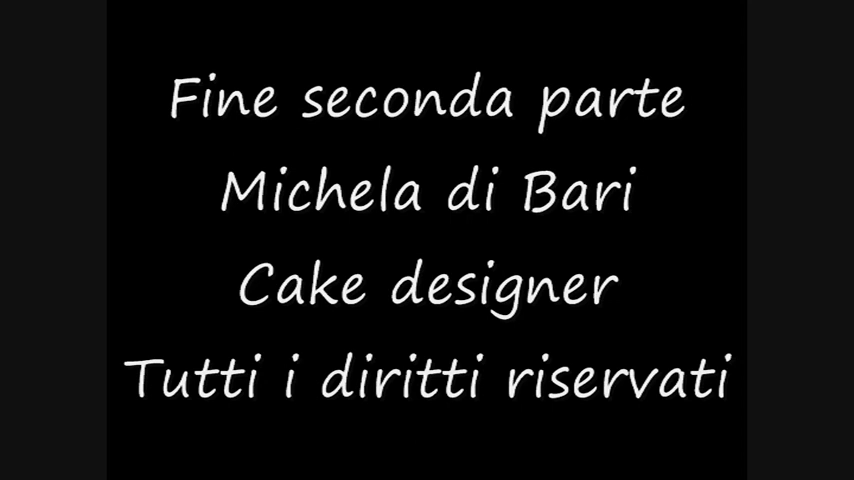 Fine seconda parte
Michela di Bari
Cake designer
Tutti i diritti riservati